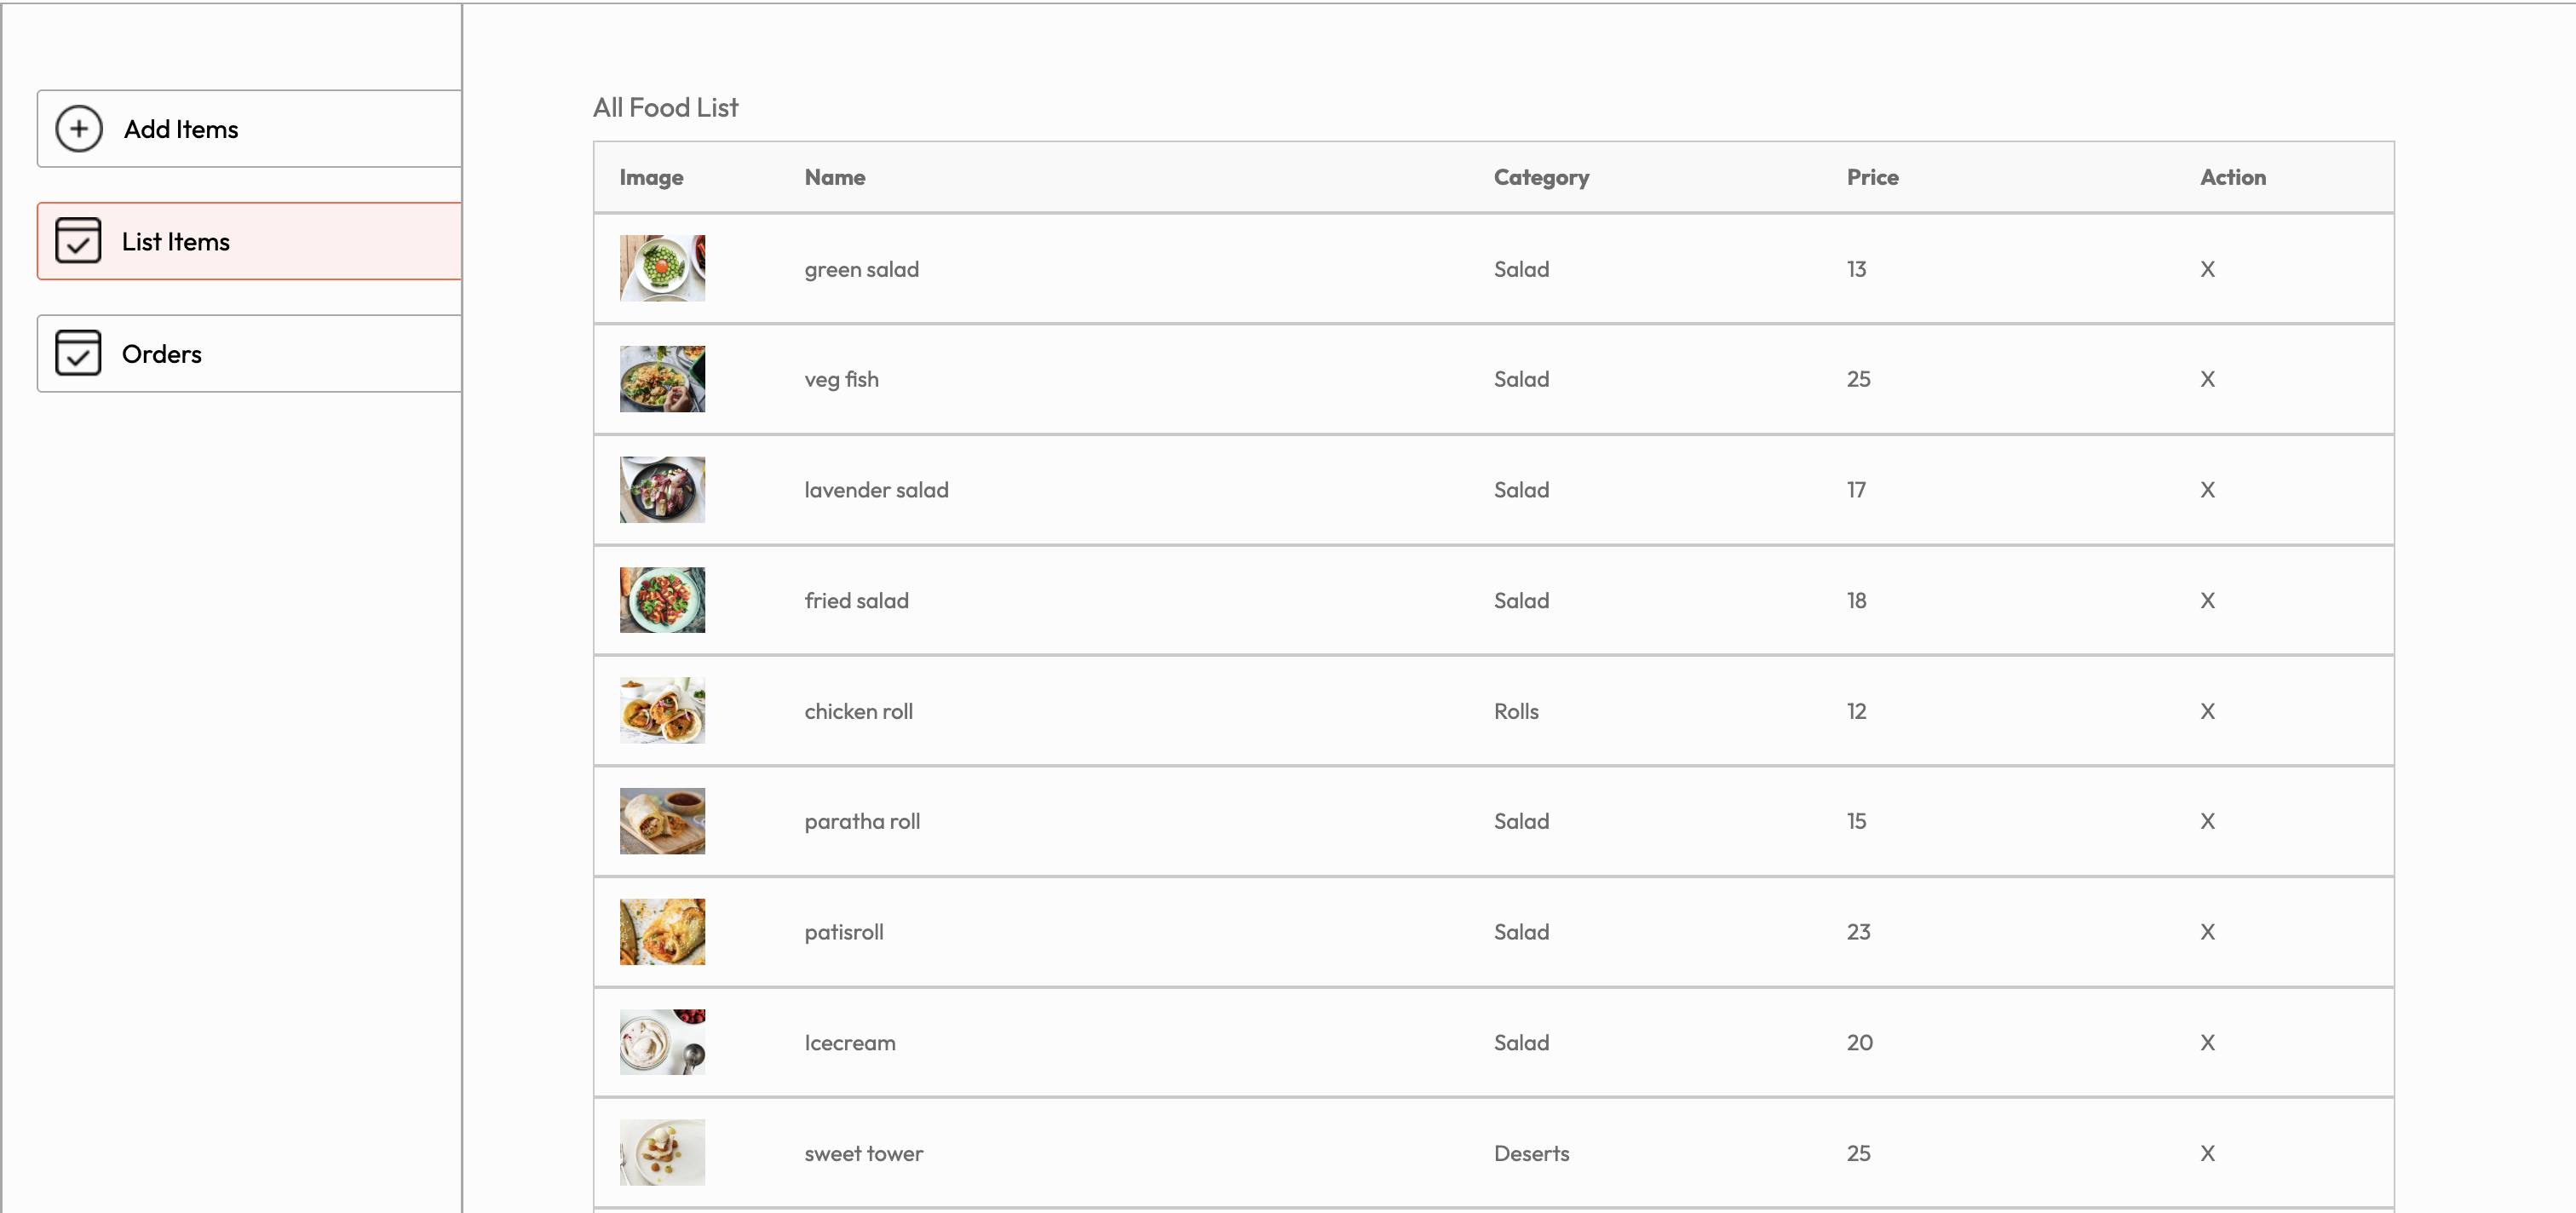 Add Items
List Items
Orders
All Food List
Image Name Category Price Action
green salad Salad 13 X
veg fish Salad 25 X
lavender salad Salad 17 X
fried salad Salad 18 X
chicken roll Rolls 12 X
paratha roll Salad 15 X
patisroll Salad 23 X
Icecream Salad 20 X
sweet tower Deserts 25 X